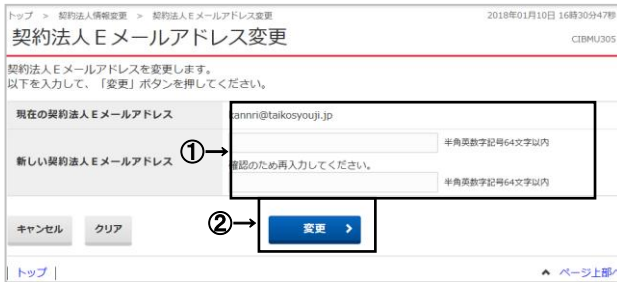 トップ > 契約法人情報変更 > 契約法人Eメールアドレス変更
2018年01月10日 16時30分47秒
契約法人Eメールアドレス変更
CIBMU305
契約法人Eメールアドレスを変更します。
以下を入力して、「変更」ボタンを押してください。
現在の契約法人Eメールアドレス
kannri@taikosyouji.jp
新しい契約法人Eメールアドレス
①→
半角英数字記号64文字以内
確認のため再入力してください。
半角英数字記号64文字以内
キャンセル
クリア
②→
変更 >
| トップ |
ページ上部へ